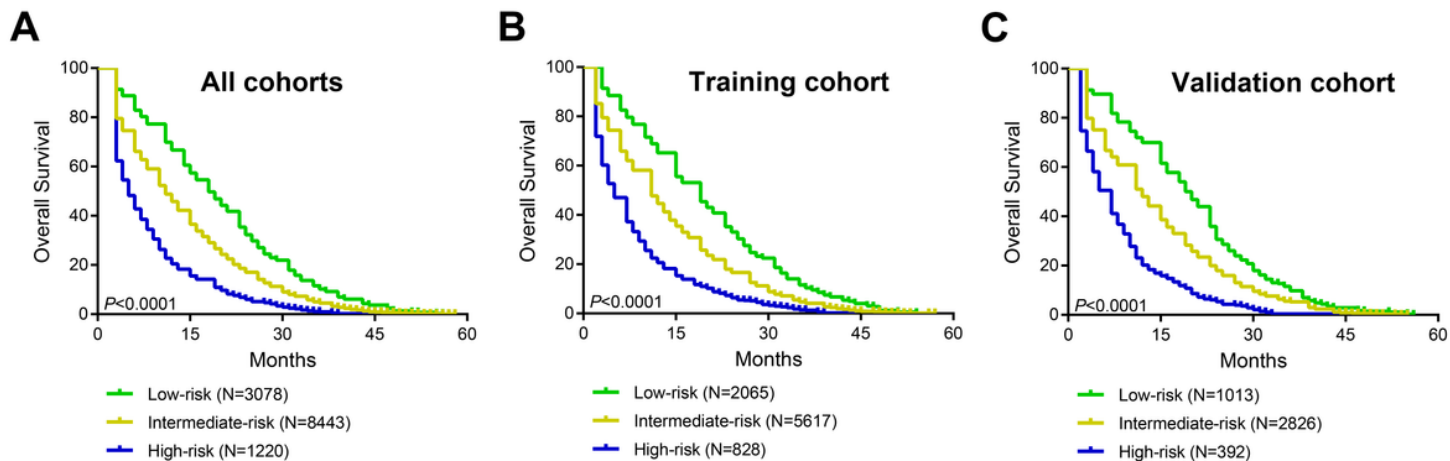 A
All cohorts
Overall Survival
100
80
60
40
20
0
P<0.0001
0 15 30 45 60
Months
Low-risk (N=3078)
Intermediate-risk (N=8443)
High-risk (N=1220)
B
Training cohort
Overall Survival
100
80
60
40
20
0
P<0.0001
0 15 30 45 60
Months
Low-risk (N=2065)
Intermediate-risk (N=5617)
High-risk (N=828)
C
Validation cohort
Overall Survival
100
80
60
40
20
0
P<0.0001
0 15 30 45 60
Months
Low-risk (N=1013)
Intermediate-risk (N=2826)
High-risk (N=392)